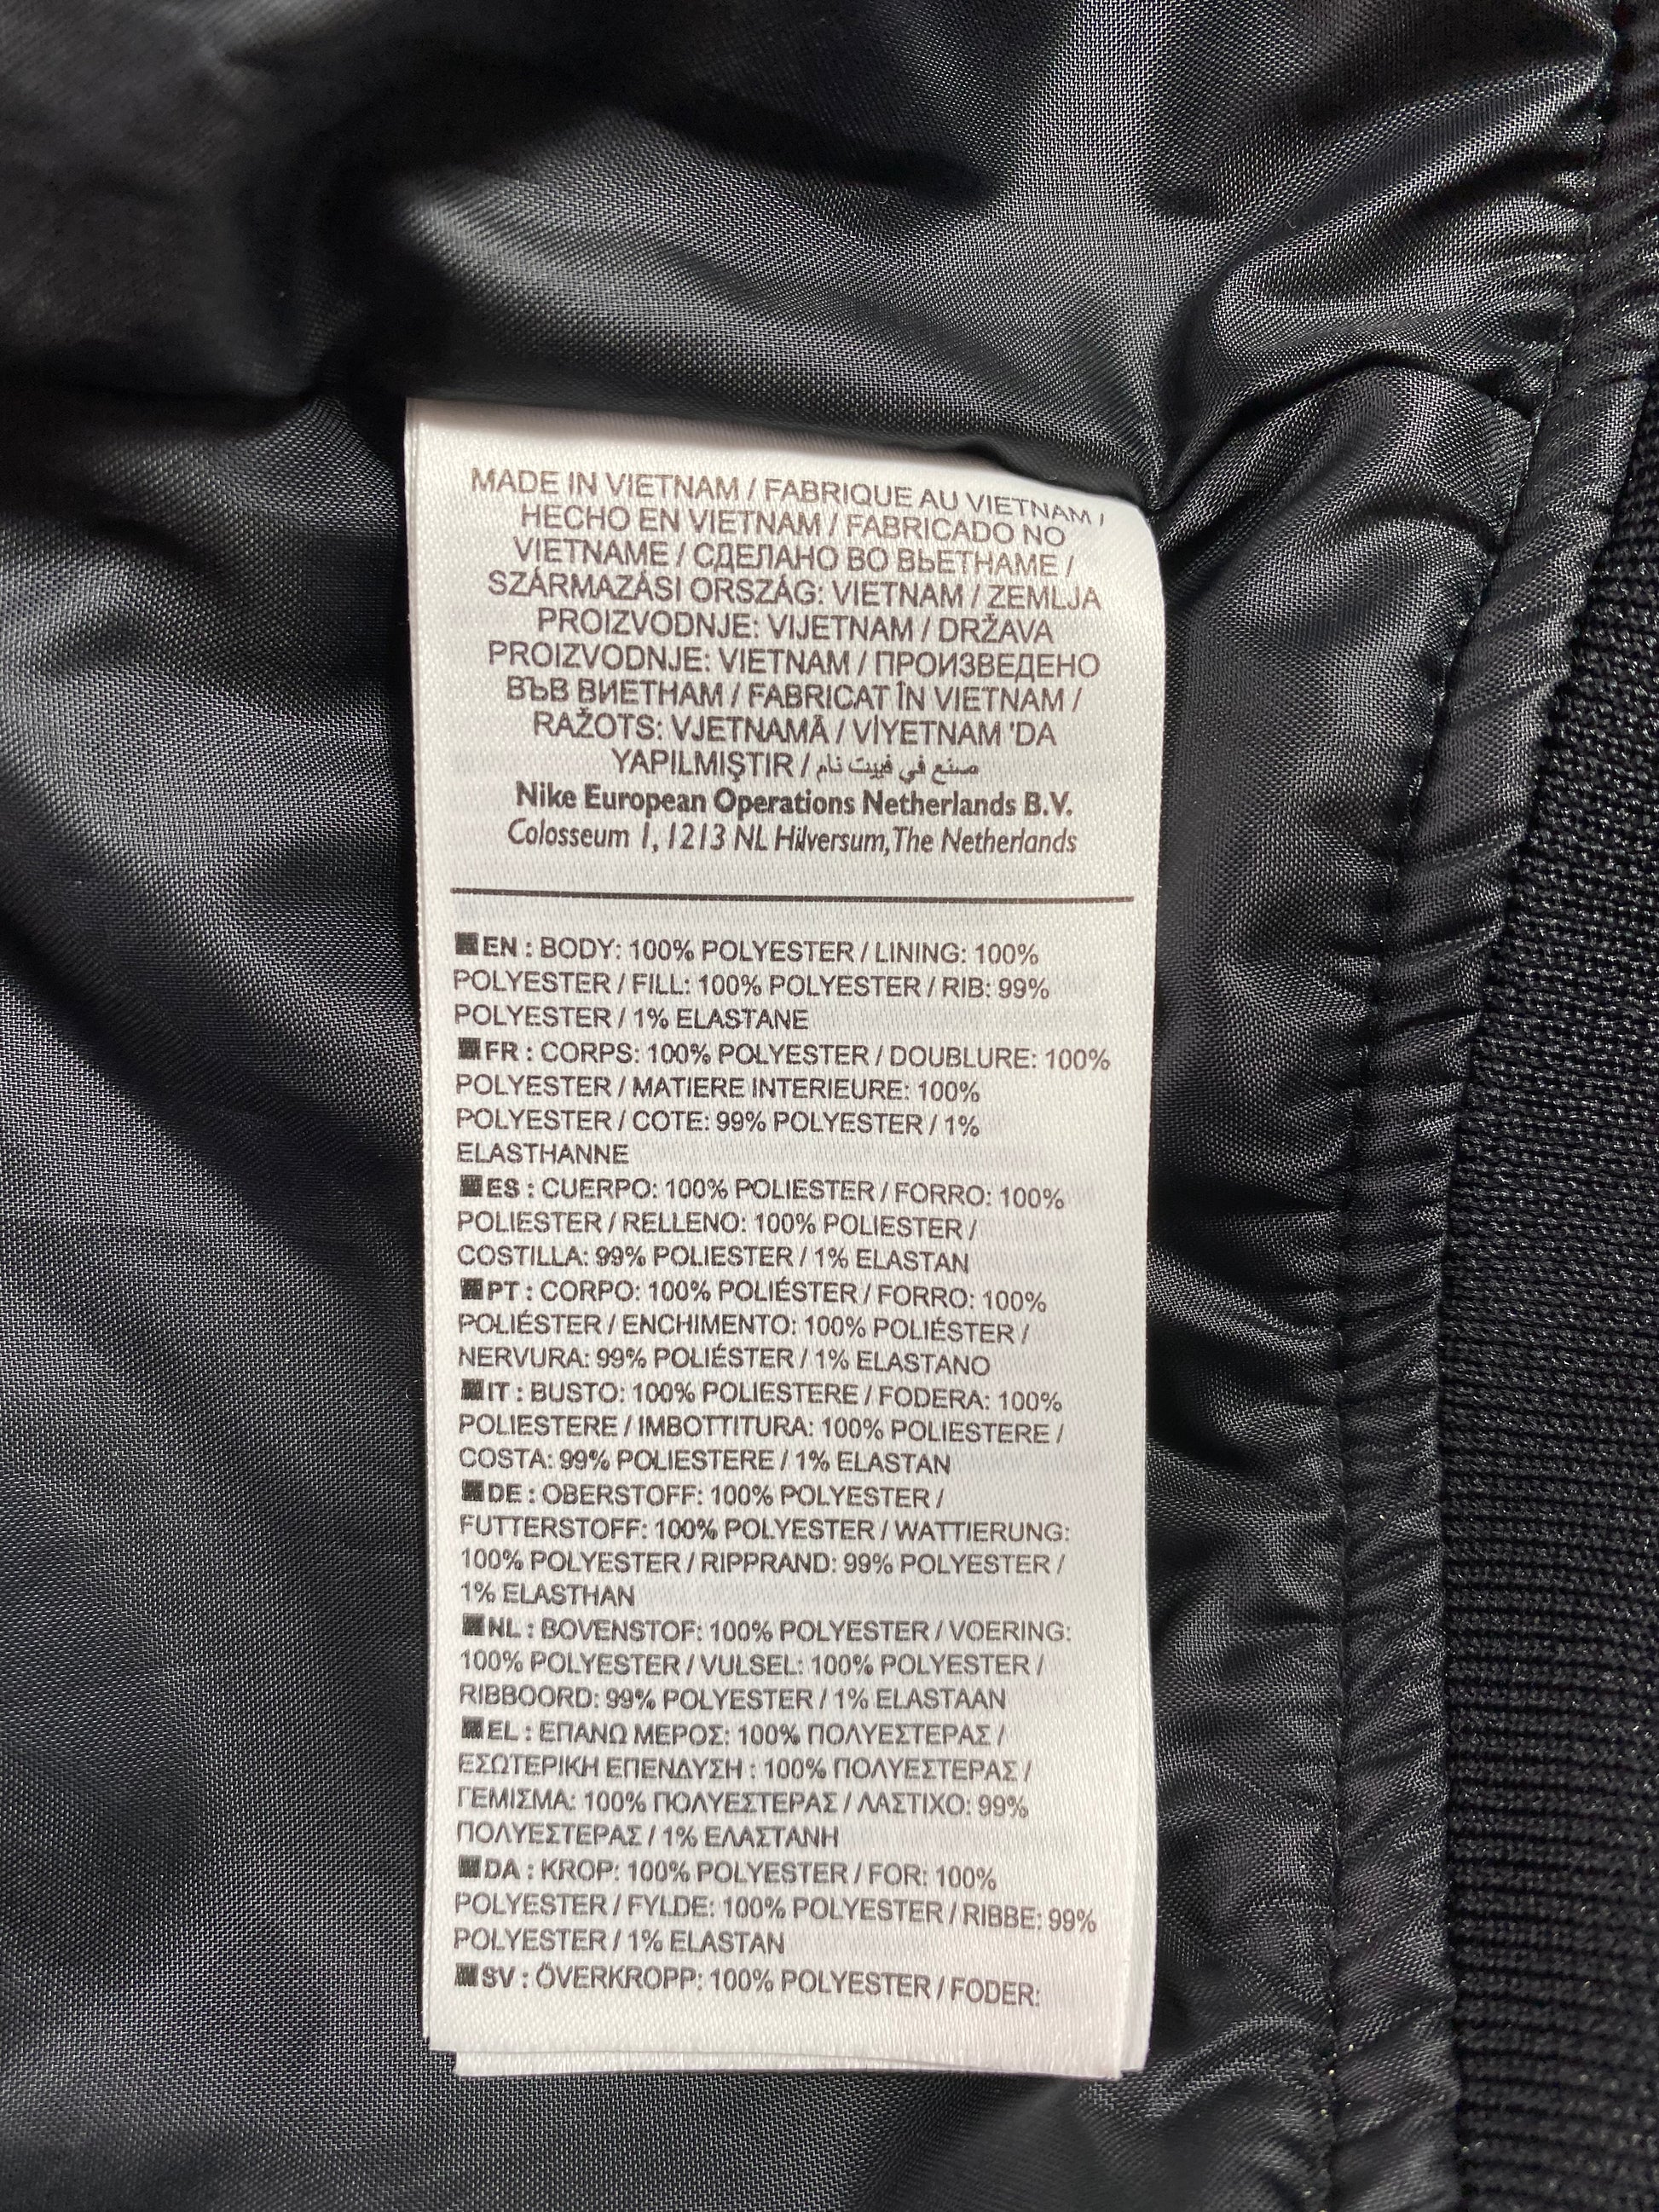 MADE IN VIETNAM / FABRIQUE AU VIETNAM /
HECHO EN VIETNAM / FABRICADO NO
VIETNAME / СДЕЛАНО ВО ВЬЕТНАМЕ /
SZÁRMAZÁSI ORSZÁG: VIETNAM / ZEMLJA
PROIZVODNJE: VIJETNAM / DRŽAVA
PROIZVODNJE: VIETNAM / ПРОИЗВЕДЕНО
ВЪВ ВИЕТНАМ / FABRICAT ÎN VIETNAM /
RAŽOTS: VJETNAMĀ / VİYETNAM 'DA
YAPILMIŞTIR / صنع في فييت نام
Nike European Operations Netherlands B.V.
Colosseum 1, 1213 NL Hilversum, The Netherlands
EN : BODY: 100% POLYESTER / LINING: 100%
POLYESTER / FILL: 100% POLYESTER / RIB: 99%
POLYESTER / 1% ELASTANE
FR : CORPS: 100% POLYESTER / DOUBLURE: 100%
POLYESTER / MATIERE INTERIEURE: 100%
POLYESTER / COTE: 99% POLYESTER / 1%
ELASTHANNE
ES : CUERPO: 100% POLIESTER / FORRO: 100%
POLIESTER / RELLENO: 100% POLIESTER /
COSTILLA: 99% POLIESTER / 1% ELASTAN
PT : CORPO: 100% POLIÉSTER / FORRO: 100%
POLIÉSTER / ENCHIMENTO: 100% POLIÉSTER /
NERVURA: 99% POLIÉSTER / 1% ELASTANO
IT : BUSTO: 100% POLIESTERE / FODERA: 100%
POLIESTERE / IMBOTTITURA: 100% POLIESTERE /
COSTA: 99% POLIESTERE / 1% ELASTAN
DE : OBERSTOFF: 100% POLYESTER /
FUTTERSTOFF: 100% POLYESTER / WATTIERUNG:
100% POLYESTER / RIPPRAND: 99% POLYESTER /
1% ELASTHAN
NL : BOVENSTOF: 100% POLYESTER / VOERING:
100% POLYESTER / VULSEL: 100% POLYESTER /
RIBBOORD: 99% POLYESTER / 1% ELASTAAN
EL : ΕΠΑΝΩ ΜΕΡΟΣ: 100% ΠΟΛΥΕΣΤΕΡΑΣ /
ΕΣΩΤΕΡΙΚΗ ΕΠΕΝΔΥΣΗ : 100% ΠΟΛΥΕΣΤΕΡΑΣ /
ΓΕΜΙΣΜΑ: 100% ΠΟΛΥΕΣΤΕΡΑΣ / ΛΑΣΤΙΧΟ: 99%
ΠΟΛΥΕΣΤΕΡΑΣ / 1% ΕΛΑΣΤΑΝΗ
DA : KROP: 100% POLYESTER / FOR: 100%
POLYESTER / FYLDE: 100% POLYESTER / RIBBE: 99%
POLYESTER / 1% ELASTAN
SV : ÖVERKROPP: 100% POLYESTER / FODER: